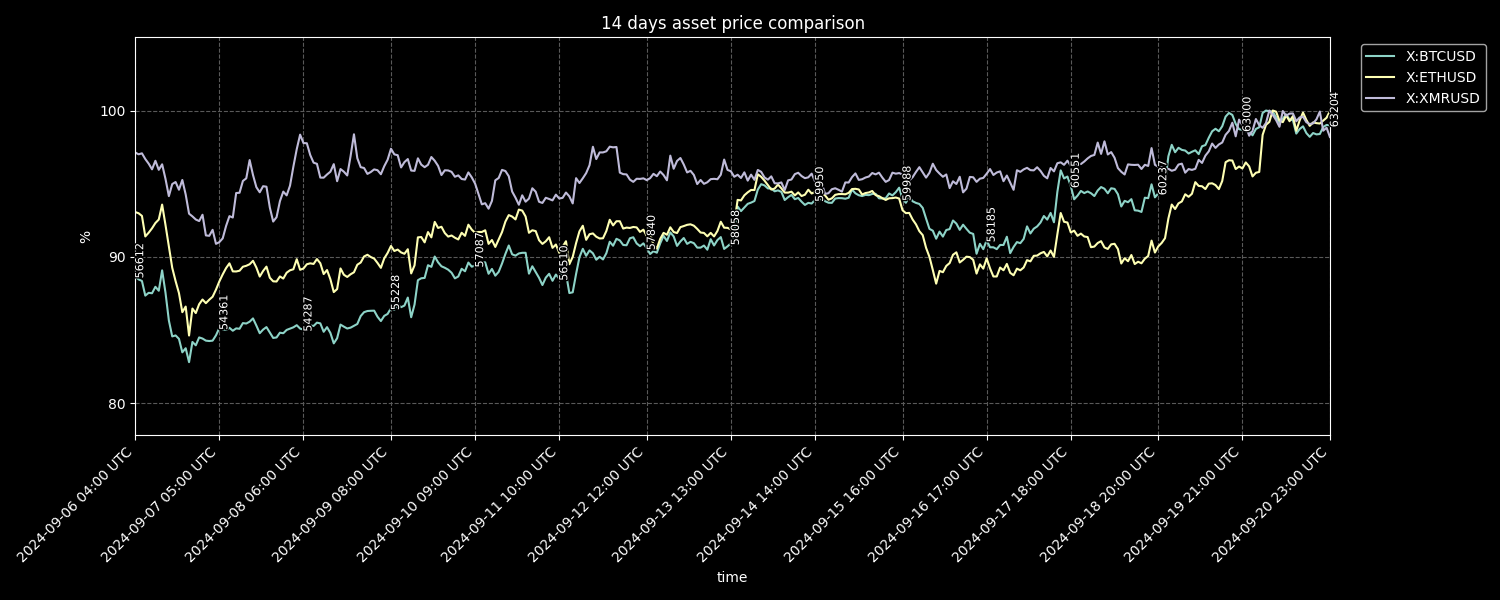 14 days asset price comparison
X:BTCUSD
X:ETHUSD
X:XMRUSD
%
100
90
80
56612
54361
54287
55228
57087
56510
57840
58058
59950
59988
58185
60551
60237
63000
63204
2024-09-06 04:00 UTC
2024-09-07 05:00 UTC
2024-09-08 06:00 UTC
2024-09-09 08:00 UTC
2024-09-10 09:00 UTC
2024-09-11 10:00 UTC
2024-09-12 12:00 UTC
2024-09-13 13:00 UTC
2024-09-14 14:00 UTC
2024-09-15 16:00 UTC
2024-09-16 17:00 UTC
2024-09-17 18:00 UTC
2024-09-18 20:00 UTC
2024-09-19 21:00 UTC
2024-09-20 23:00 UTC
time